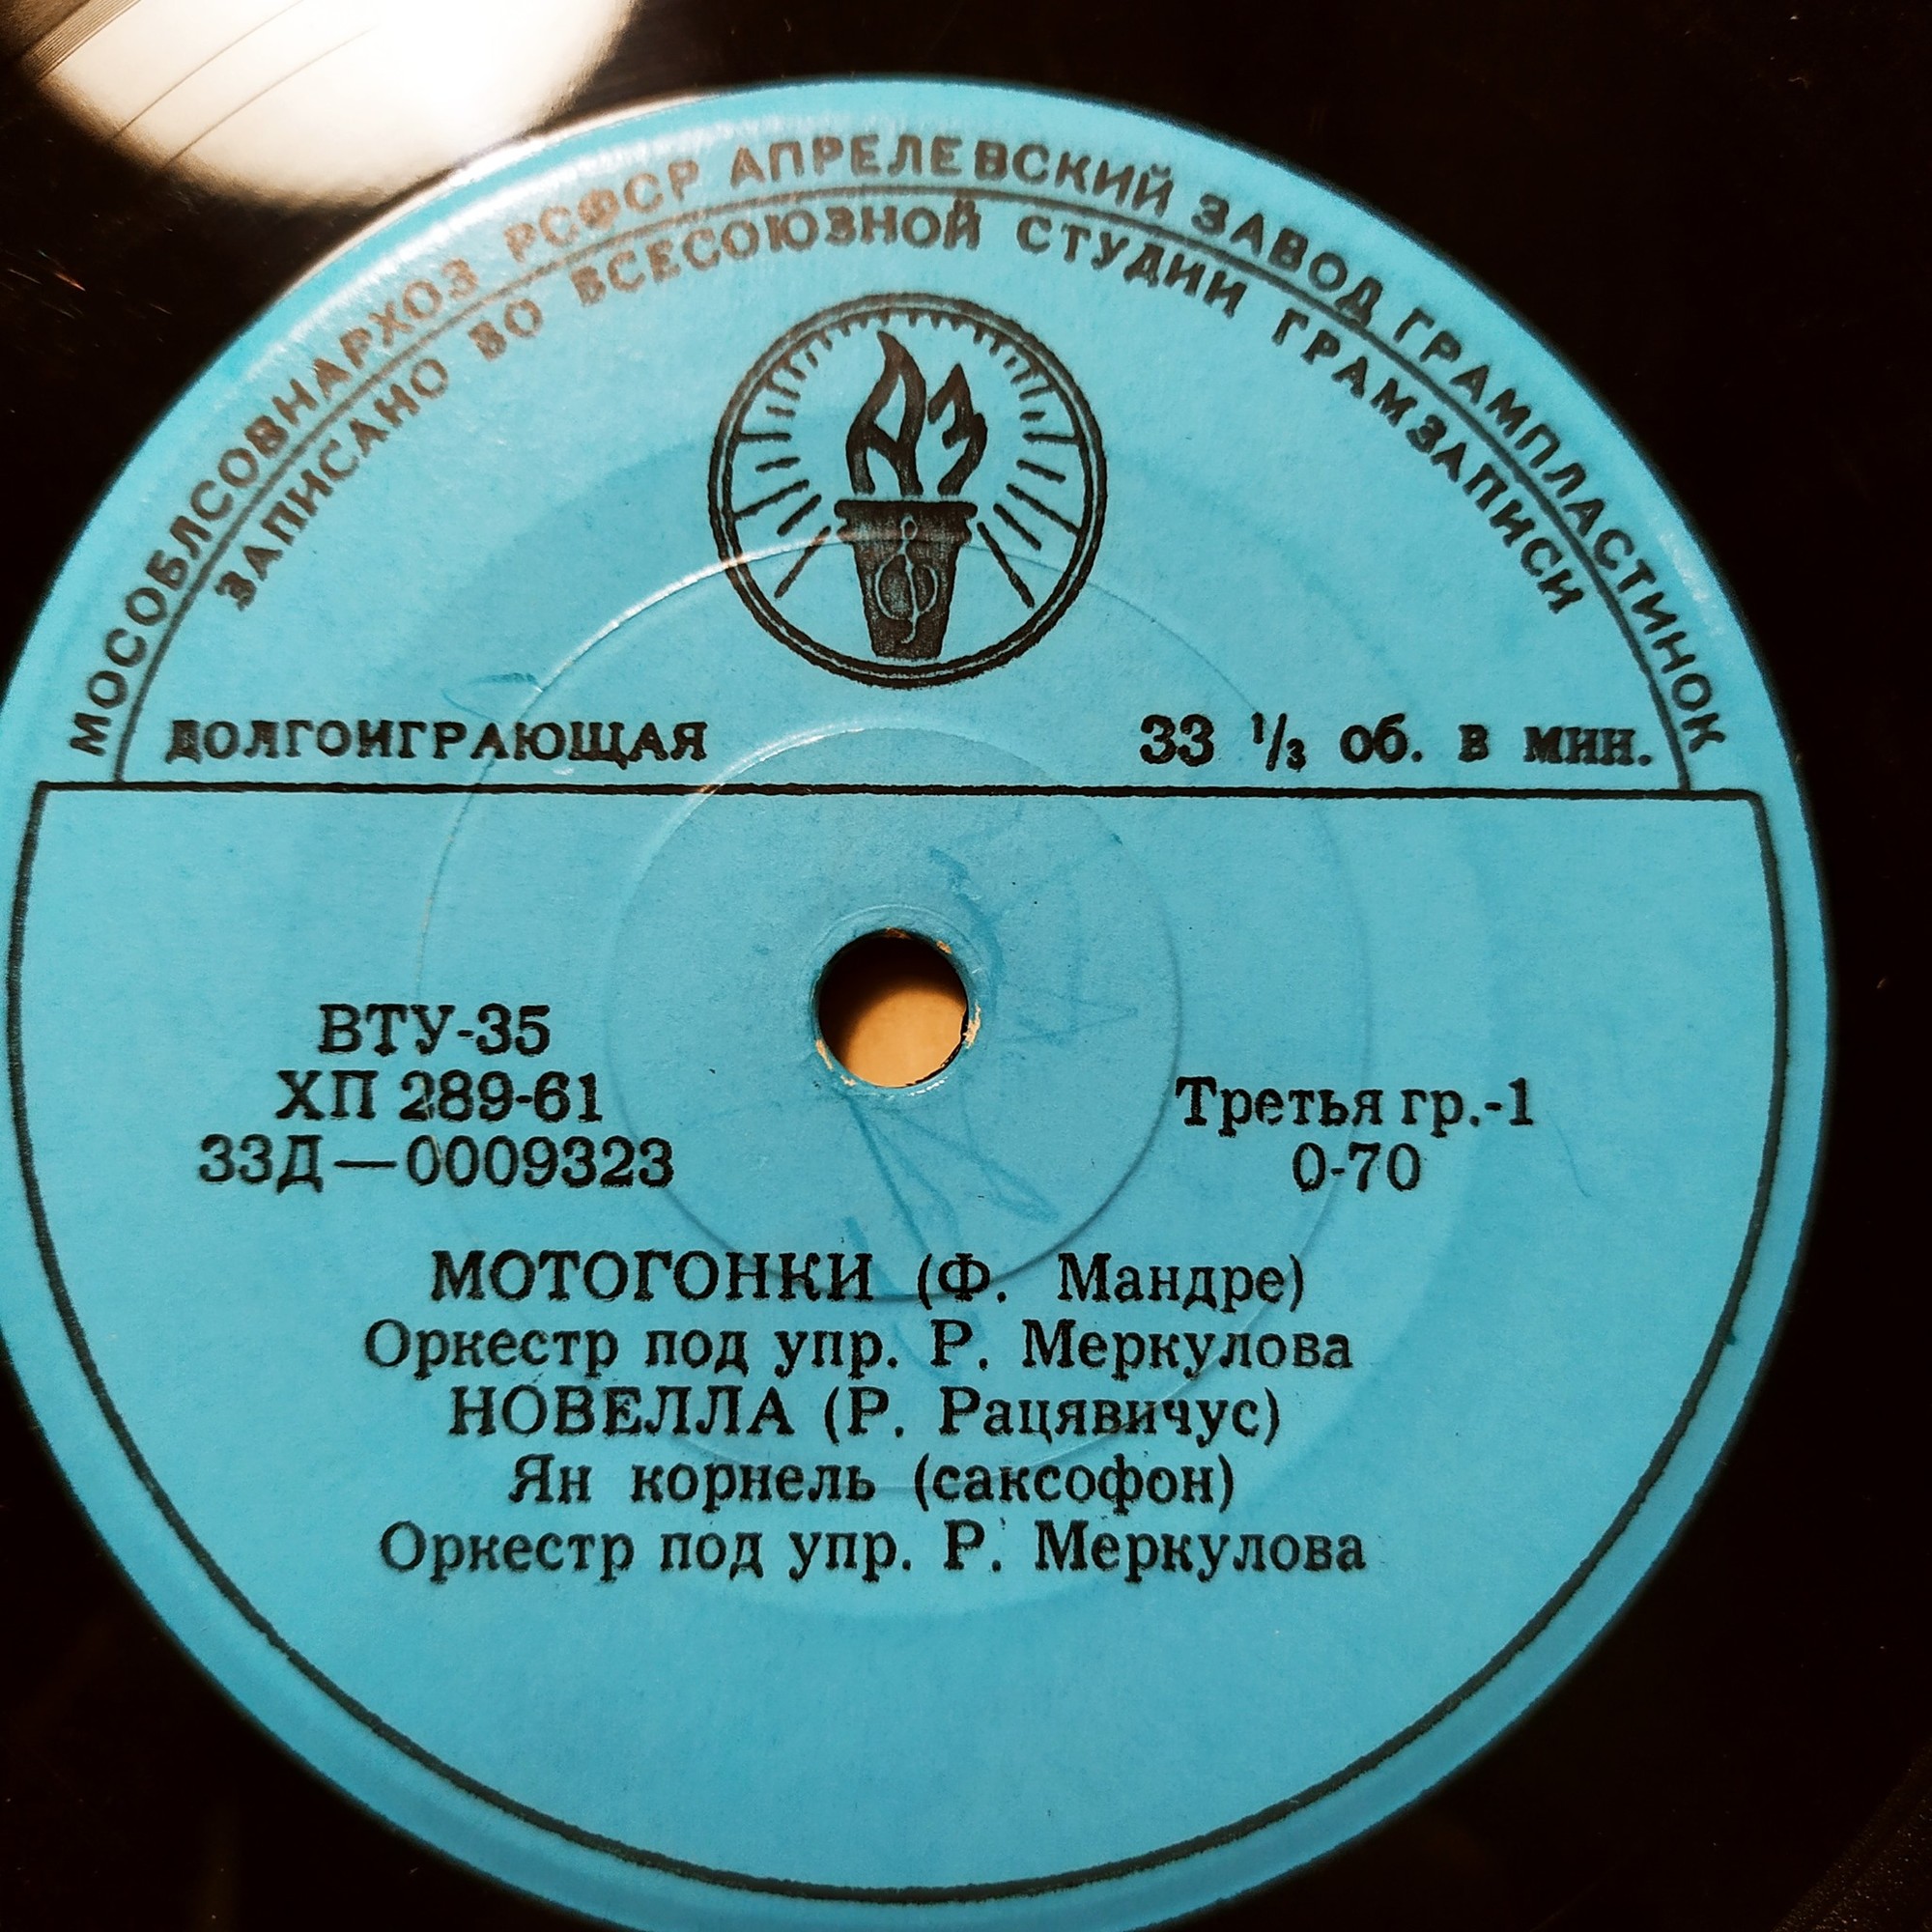 МОСОБЛСОВНАРХОЗ РСФСР АПРЕЛЕВСКИЙ ЗАВОД ГРАМПЛАСТИНОК
ЗАПИСАНО ВО ВСЕСОЮЗНОЙ СТУДИИ ГРАМЗАПИСИ
АЗ
ДОЛГОИГРАЮЩАЯ 33 1/3 об. в мин.
ВТУ-35
ХП 289-61 Третья гр.-1
33Д—0009323 0-70
МОТОГОНКИ (Ф. Мандре)
Оркестр под упр. Р. Меркулова
НОВЕЛЛА (Р. Рацявичус)
Ян корнель (саксофон)
Оркестр под упр. Р. Меркулова